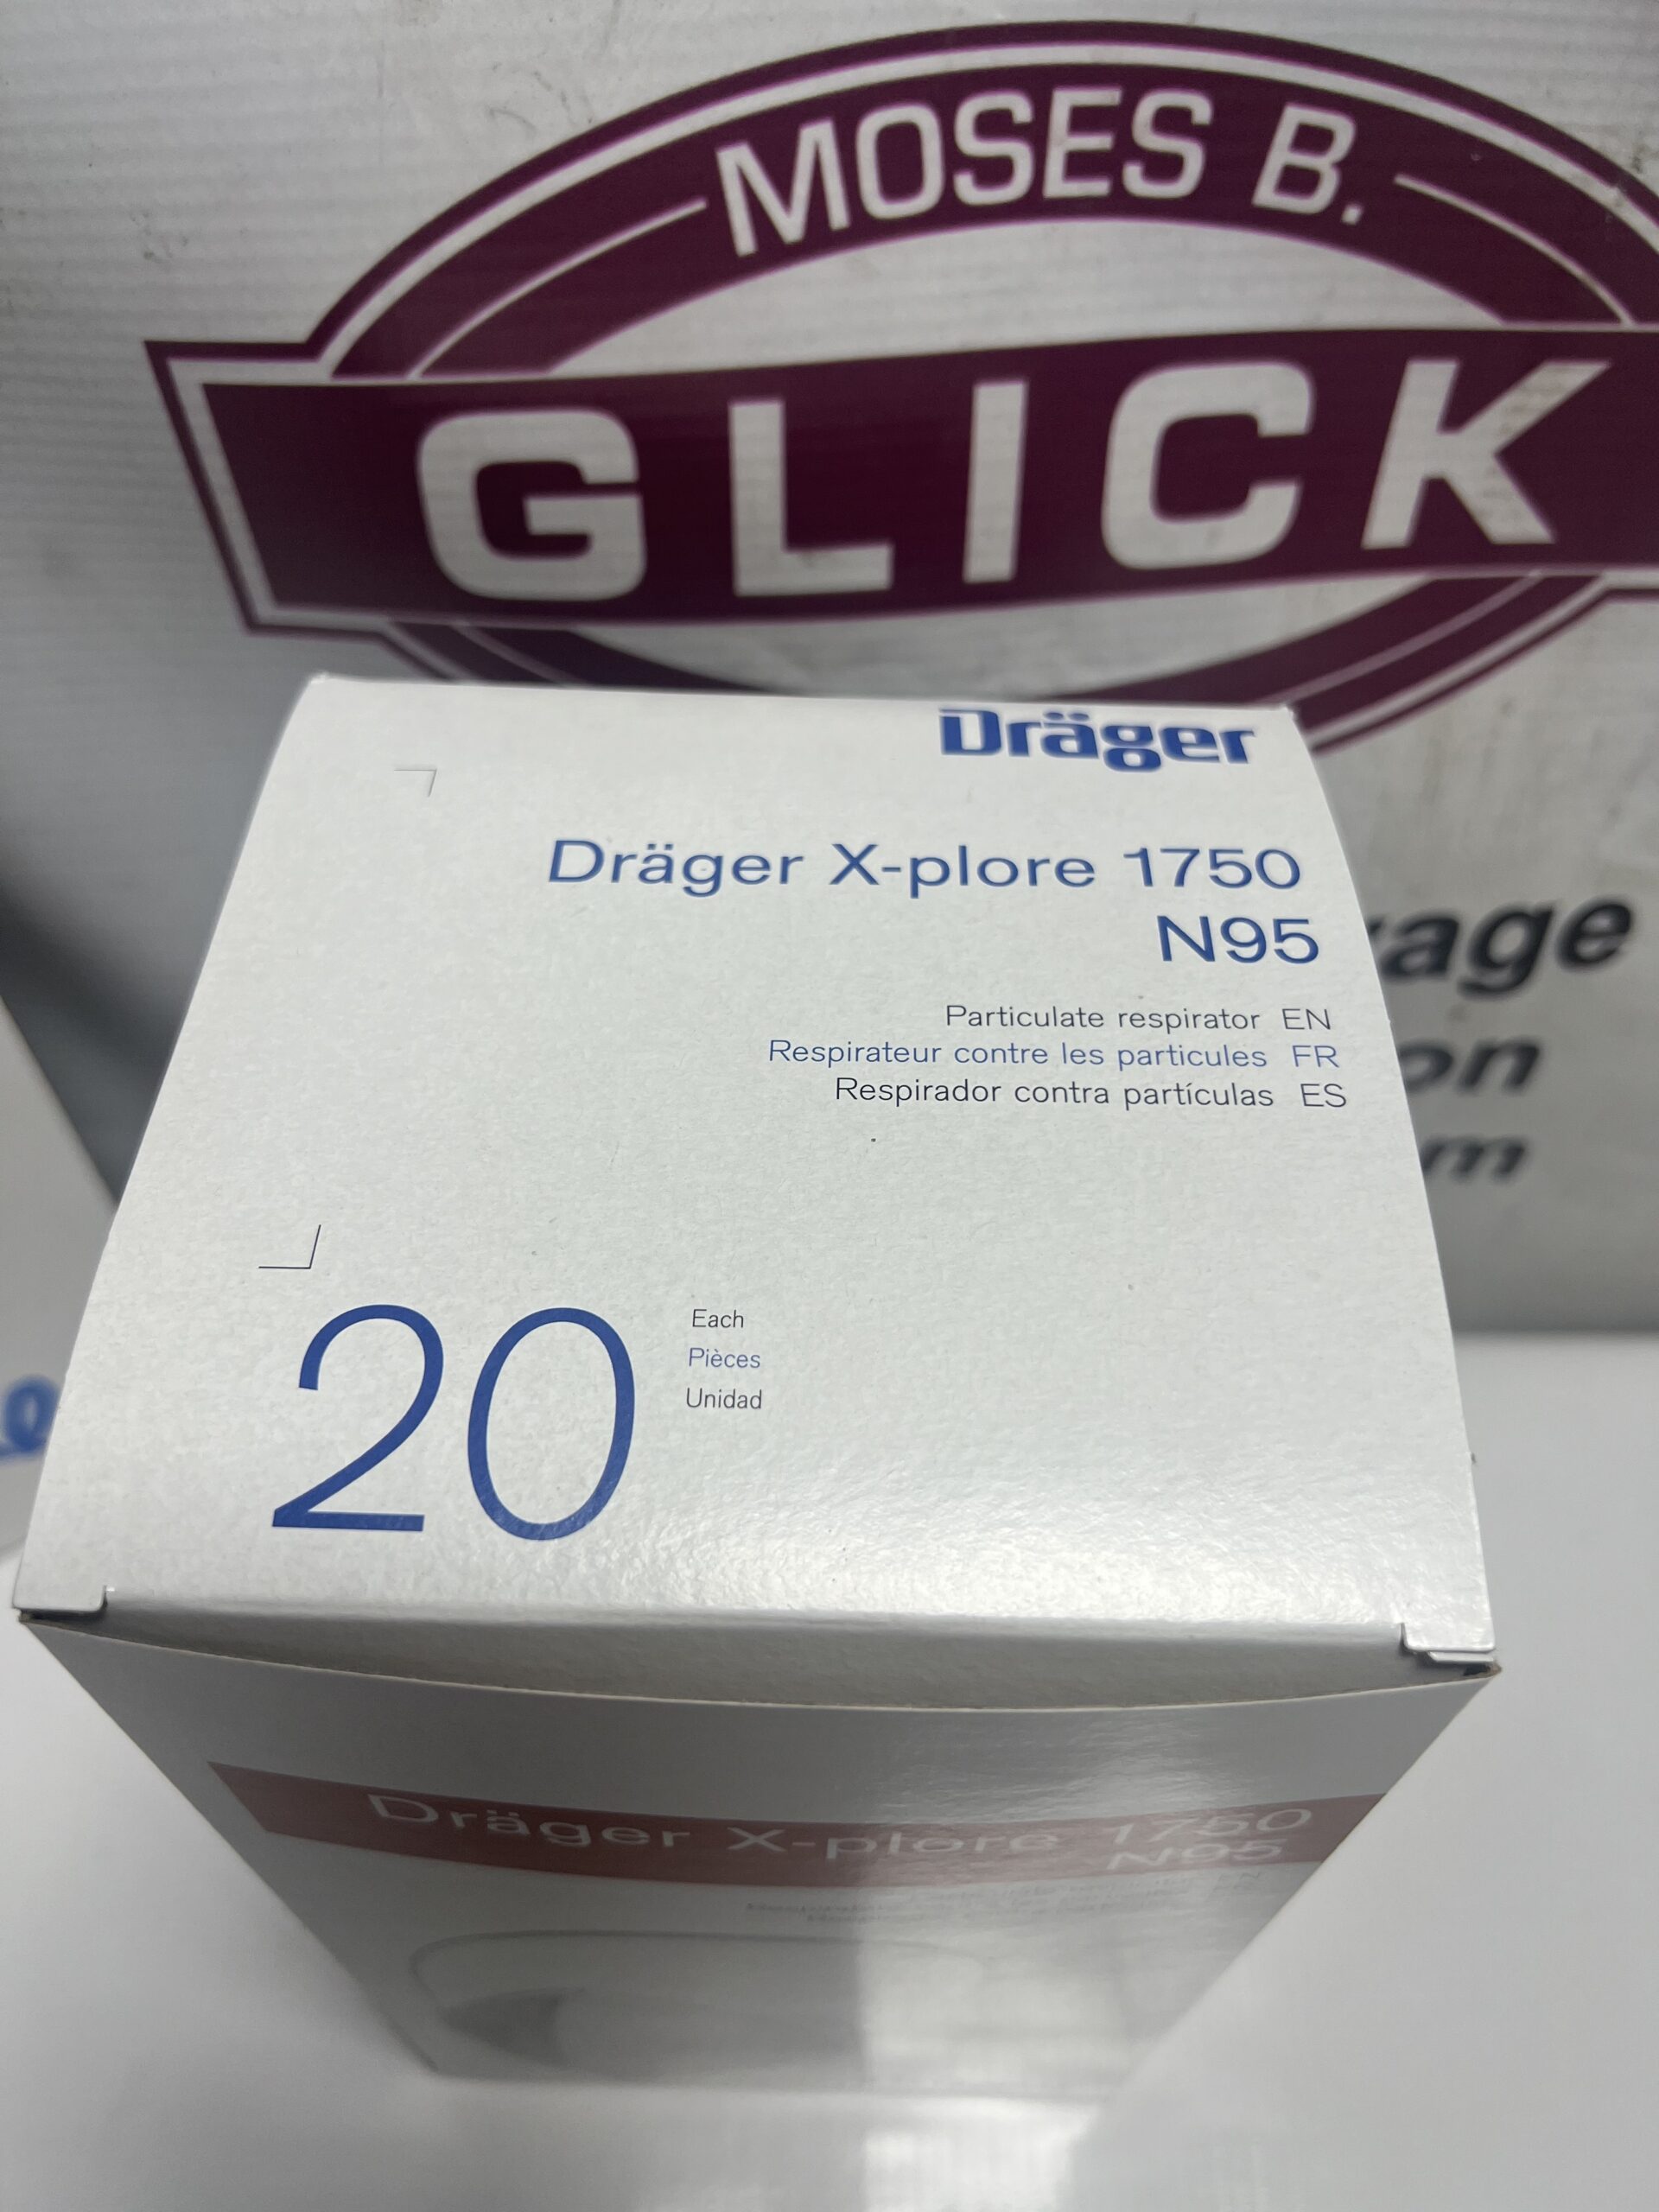 MOSES B.
GLICK
Dräger
Dräger X-plore 1750
N95
Particulate respirator EN
Respirateur contre les particules FR
Respirador contra partículas ES
20
Each
Pièces
Unidad
Dräger X-plore 1750
N95